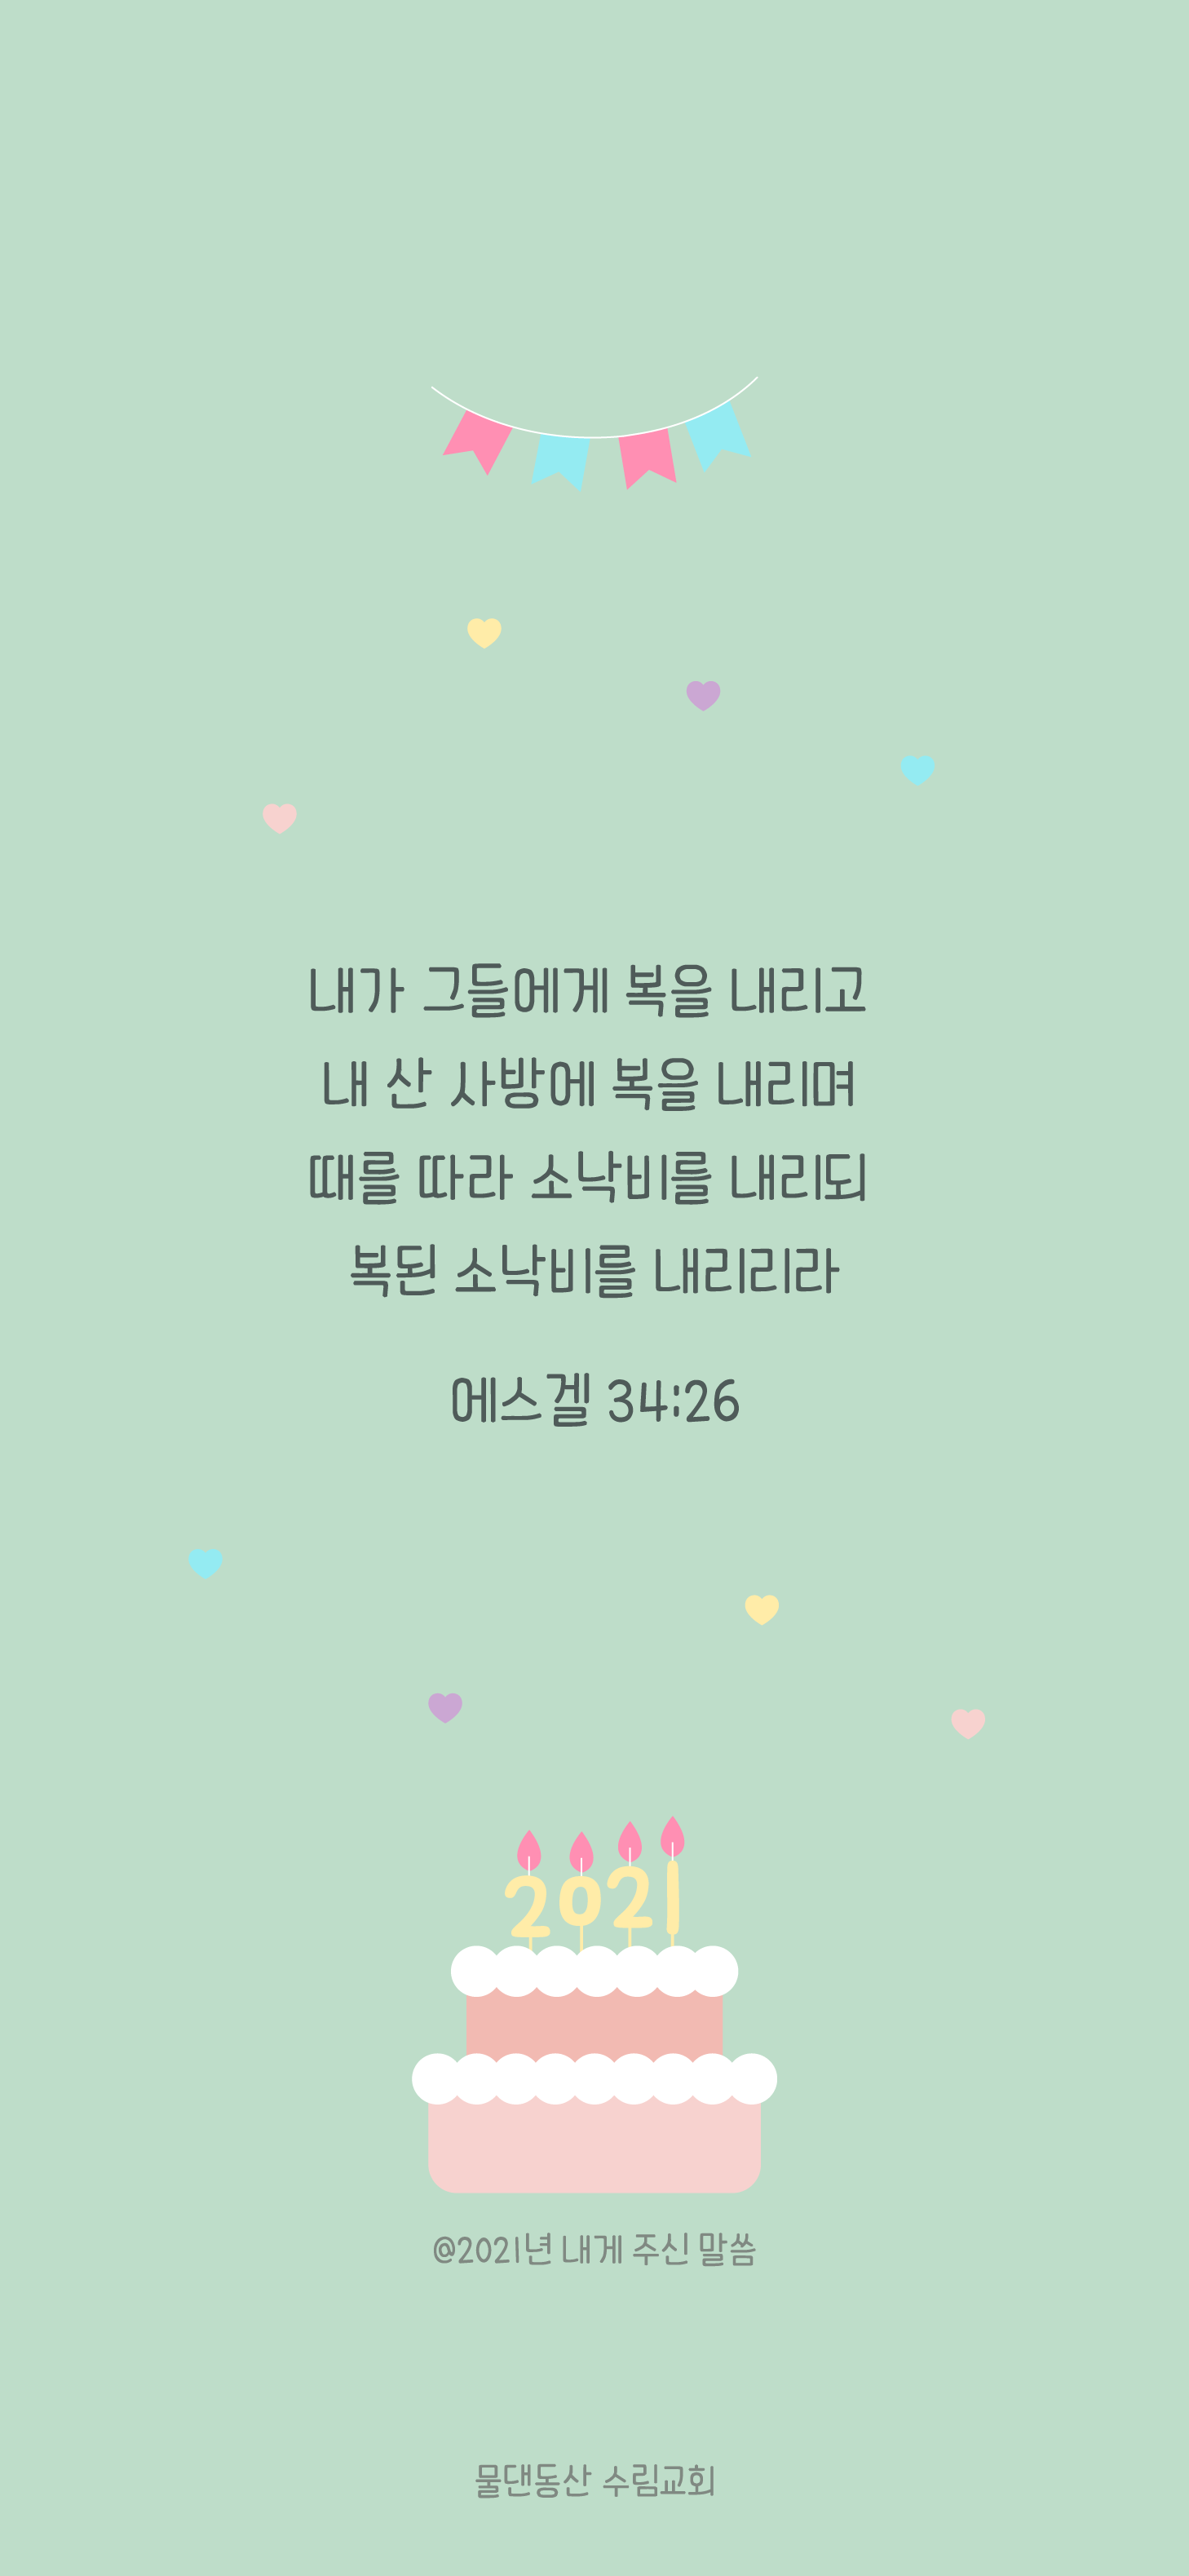 내가 그들에게 복을 내리고
내 산 사방에 복을 내리며
때를 따라 소낙비를 내리되
복된 소낙비를 내리리라
에스겔 34:26
2021
@2021년 내게 주신 말씀
물댄동산 수림교회